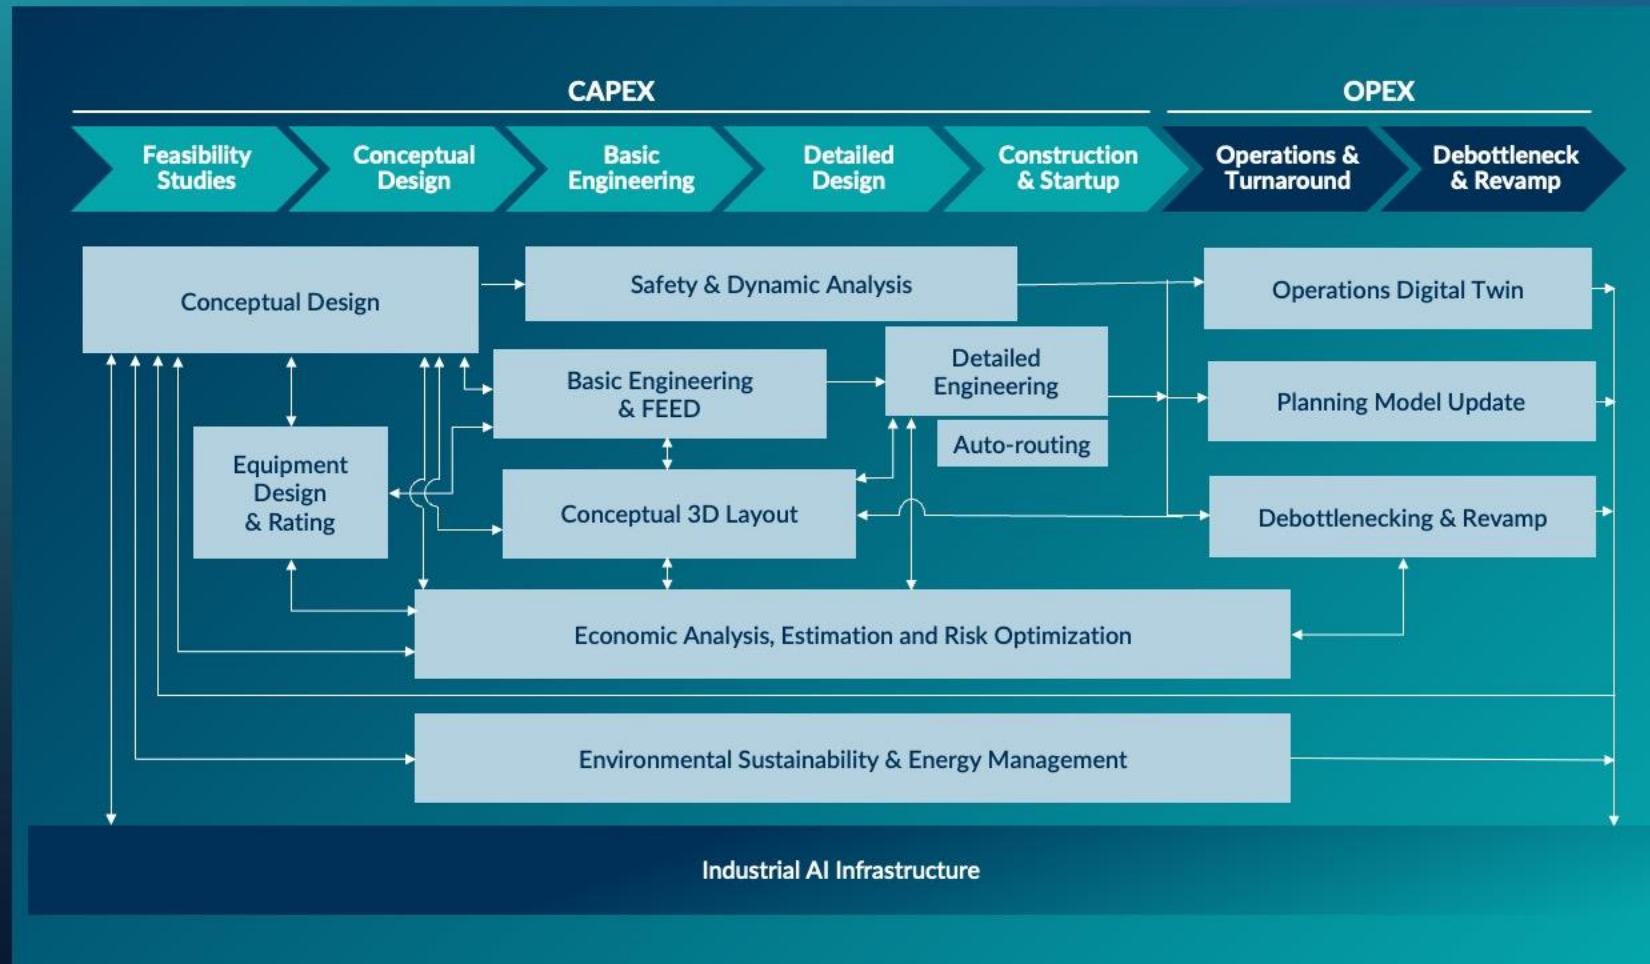 CAPEX
OPEX
Feasibility
Studies
Conceptual
Design
Basic
Engineering
Detailed
Design
Construction
& Startup
Operations &
Turnaround
Debottleneck
& Revamp
Conceptual Design
Safety & Dynamic Analysis
Operations Digital Twin
Basic Engineering
& FEED
Detailed
Engineering
Planning Model Update
Auto-routing
Equipment
Design
& Rating
Conceptual 3D Layout
Debottlenecking & Revamp
Economic Analysis, Estimation and Risk Optimization
Environmental Sustainability & Energy Management
Industrial AI Infrastructure